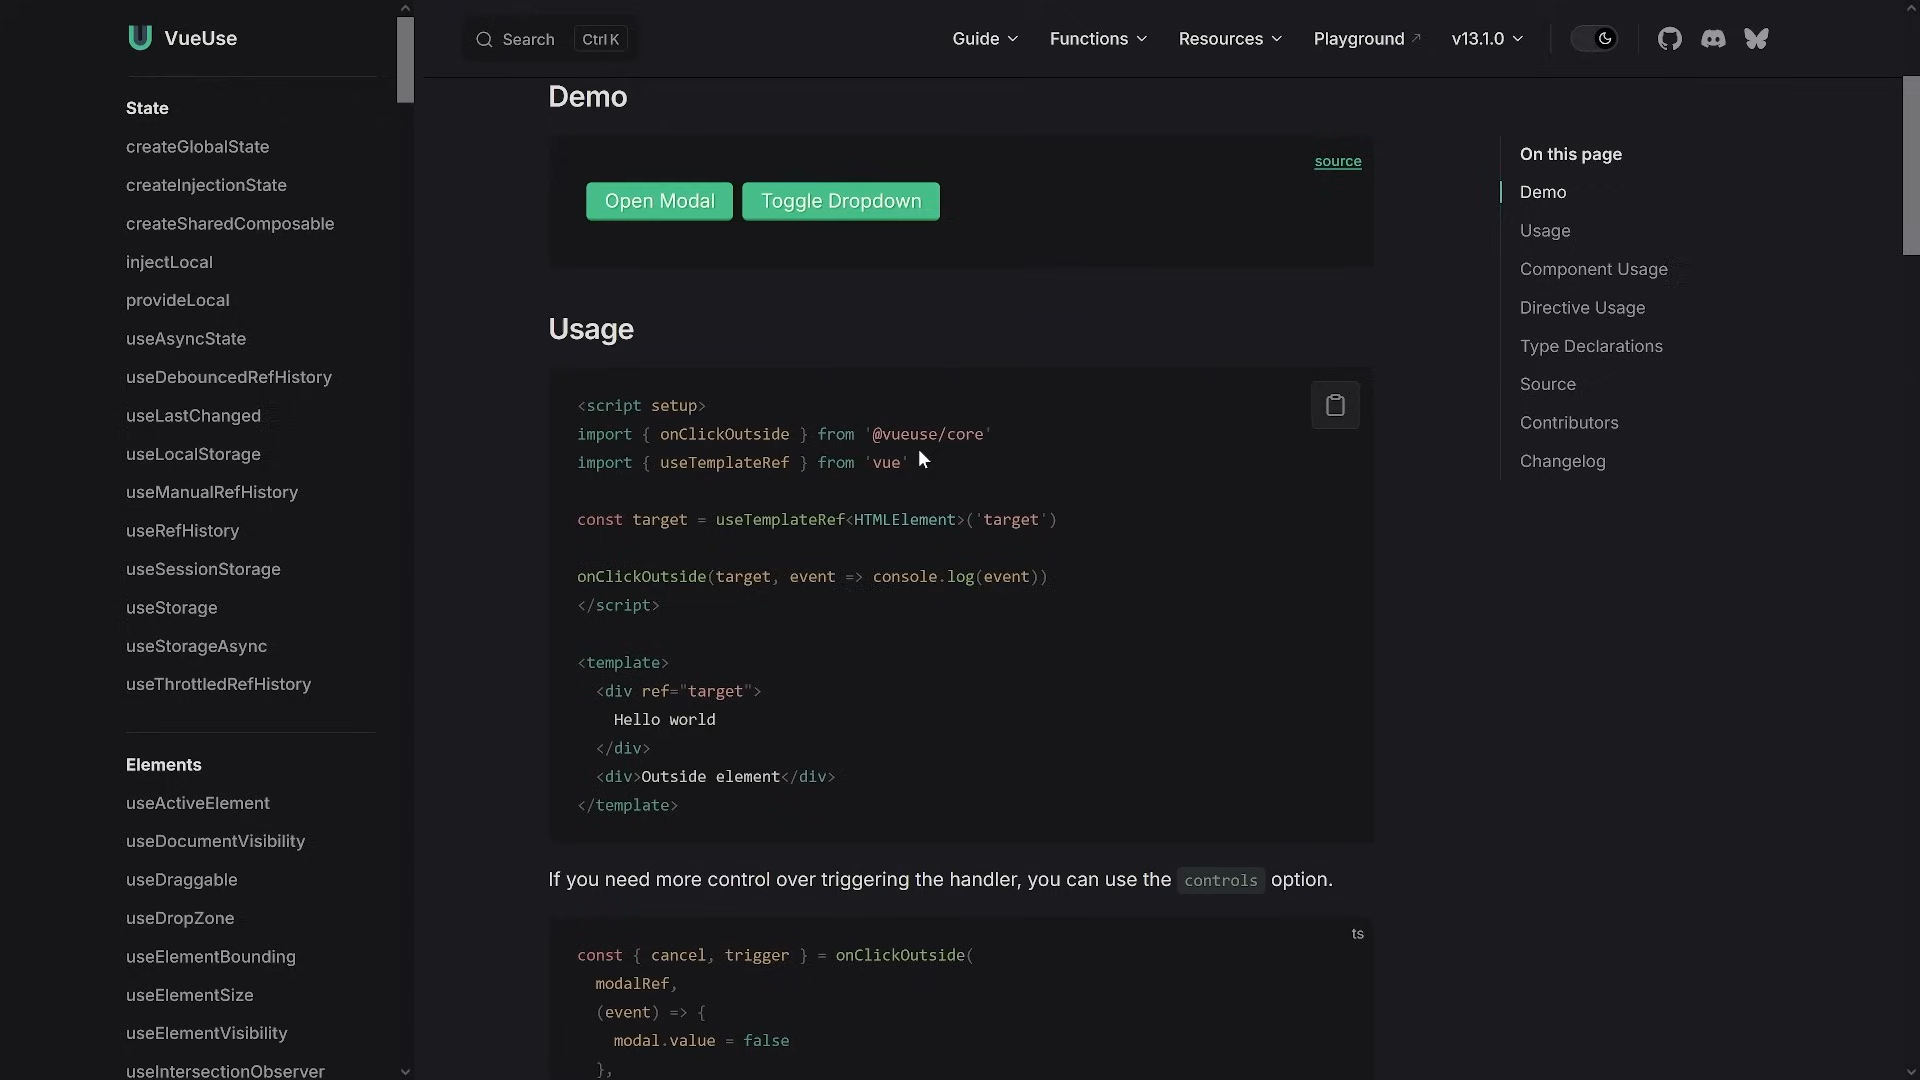 VueUse
Search
Ctrl K
Guide
Functions
Resources
Playground
v13.1.0
State
createGlobalState
createInjectionState
createSharedComposable
injectLocal
provideLocal
useAsyncState
useDebouncedRefHistory
useLastChanged
useLocalStorage
useManualRefHistory
useRefHistory
useSessionStorage
useStorage
useStorageAsync
useThrottledRefHistory
Elements
useActiveElement
useDocumentVisibility
useDraggable
useDropZone
useElementBounding
useElementSize
useElementVisibility
useIntersectionObserver
Demo
source
Open Modal
Toggle Dropdown
Usage
<script setup>
import { onClickOutside } from '@vueuse/core'
import { useTemplateRef } from 'vue'
const target = useTemplateRef<HTMLElement>('target')
onClickOutside(target, event => console.log(event))
</script>
<template>
<div ref="target">
Hello world
</div>
<div>Outside element</div>
</template>
If you need more control over triggering the handler, you can use the controls option.
ts
const { cancel, trigger } = onClickOutside(
modalRef,
(event) => {
modal.value = false
},
On this page
Demo
Usage
Component Usage
Directive Usage
Type Declarations
Source
Contributors
Changelog